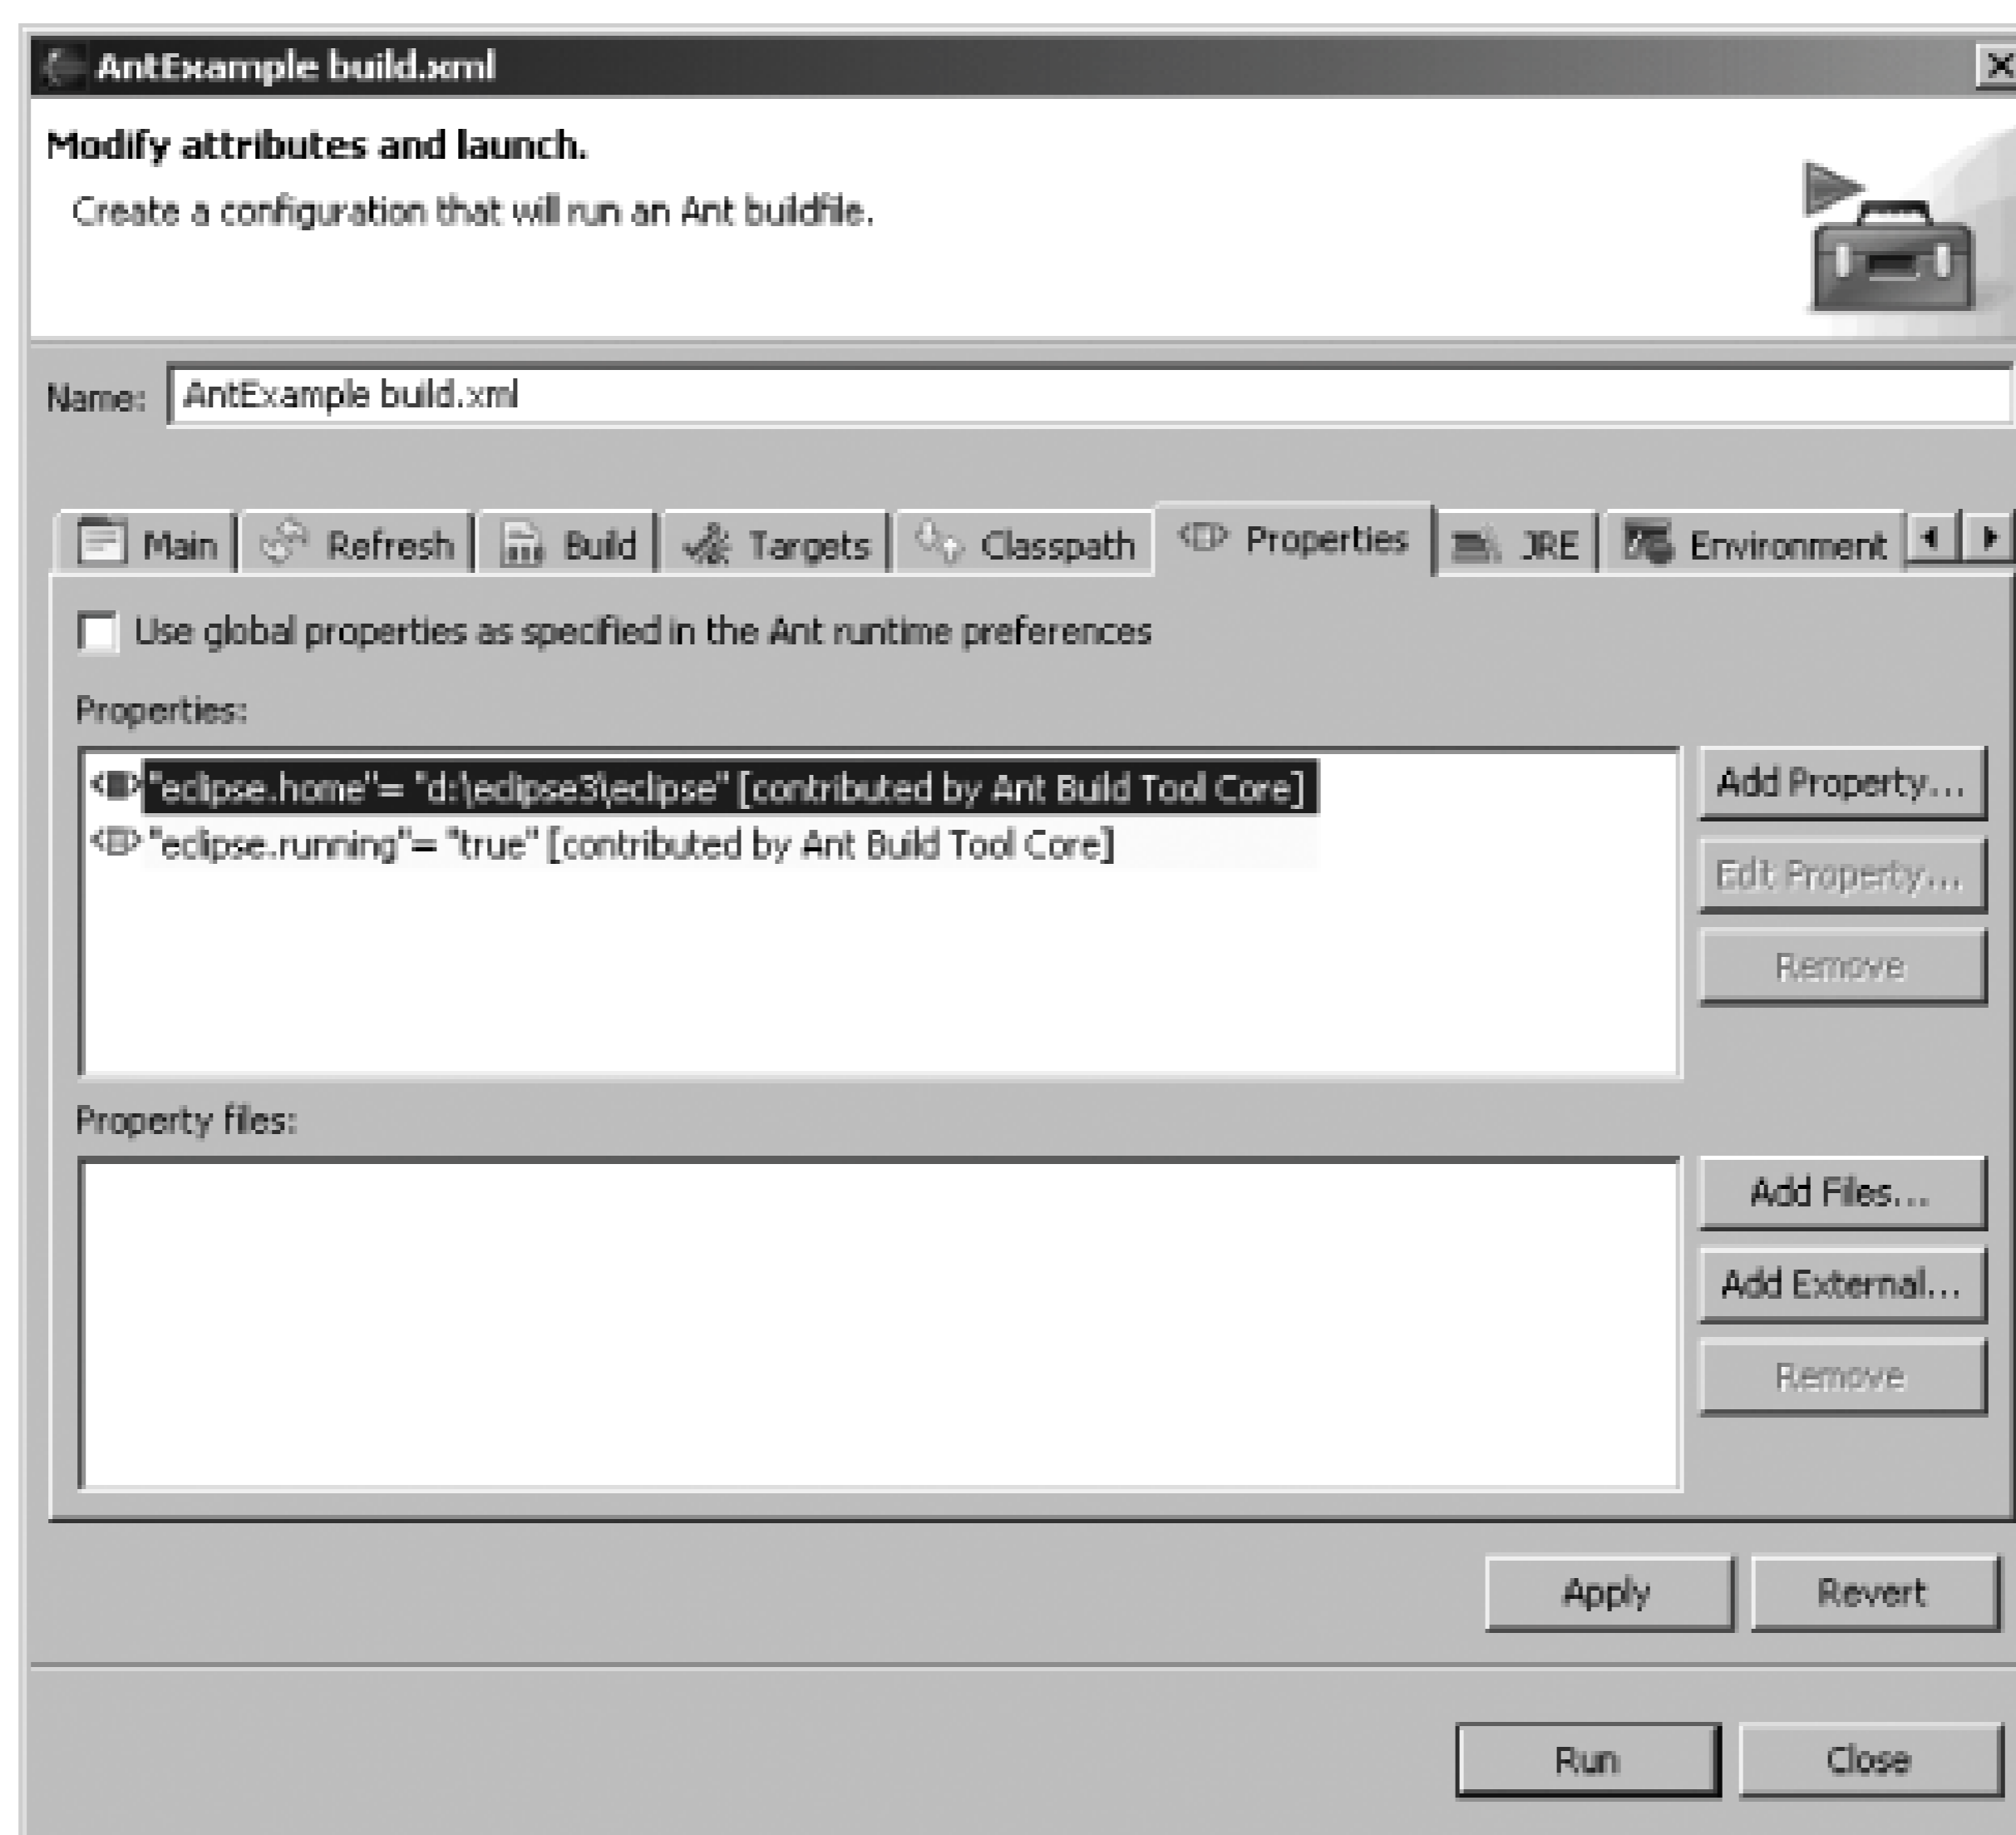 AntExample build.xml
Modify attributes and launch.
Create a configuration that will run an Ant buildfile.
Name: AntExample build.xml
Main Refresh Build Targets Classpath Properties JRE Environment
Use global properties as specified in the Ant runtime preferences
Properties:
"eclipse.home"= "d:\eclipse3\eclipse" [contributed by Ant Build Tool Core]
"eclipse.running"= "true" [contributed by Ant Build Tool Core]
Add Property...
Edit Property...
Remove
Property files:
Add Files...
Add External...
Remove
Apply Revert
Run Close